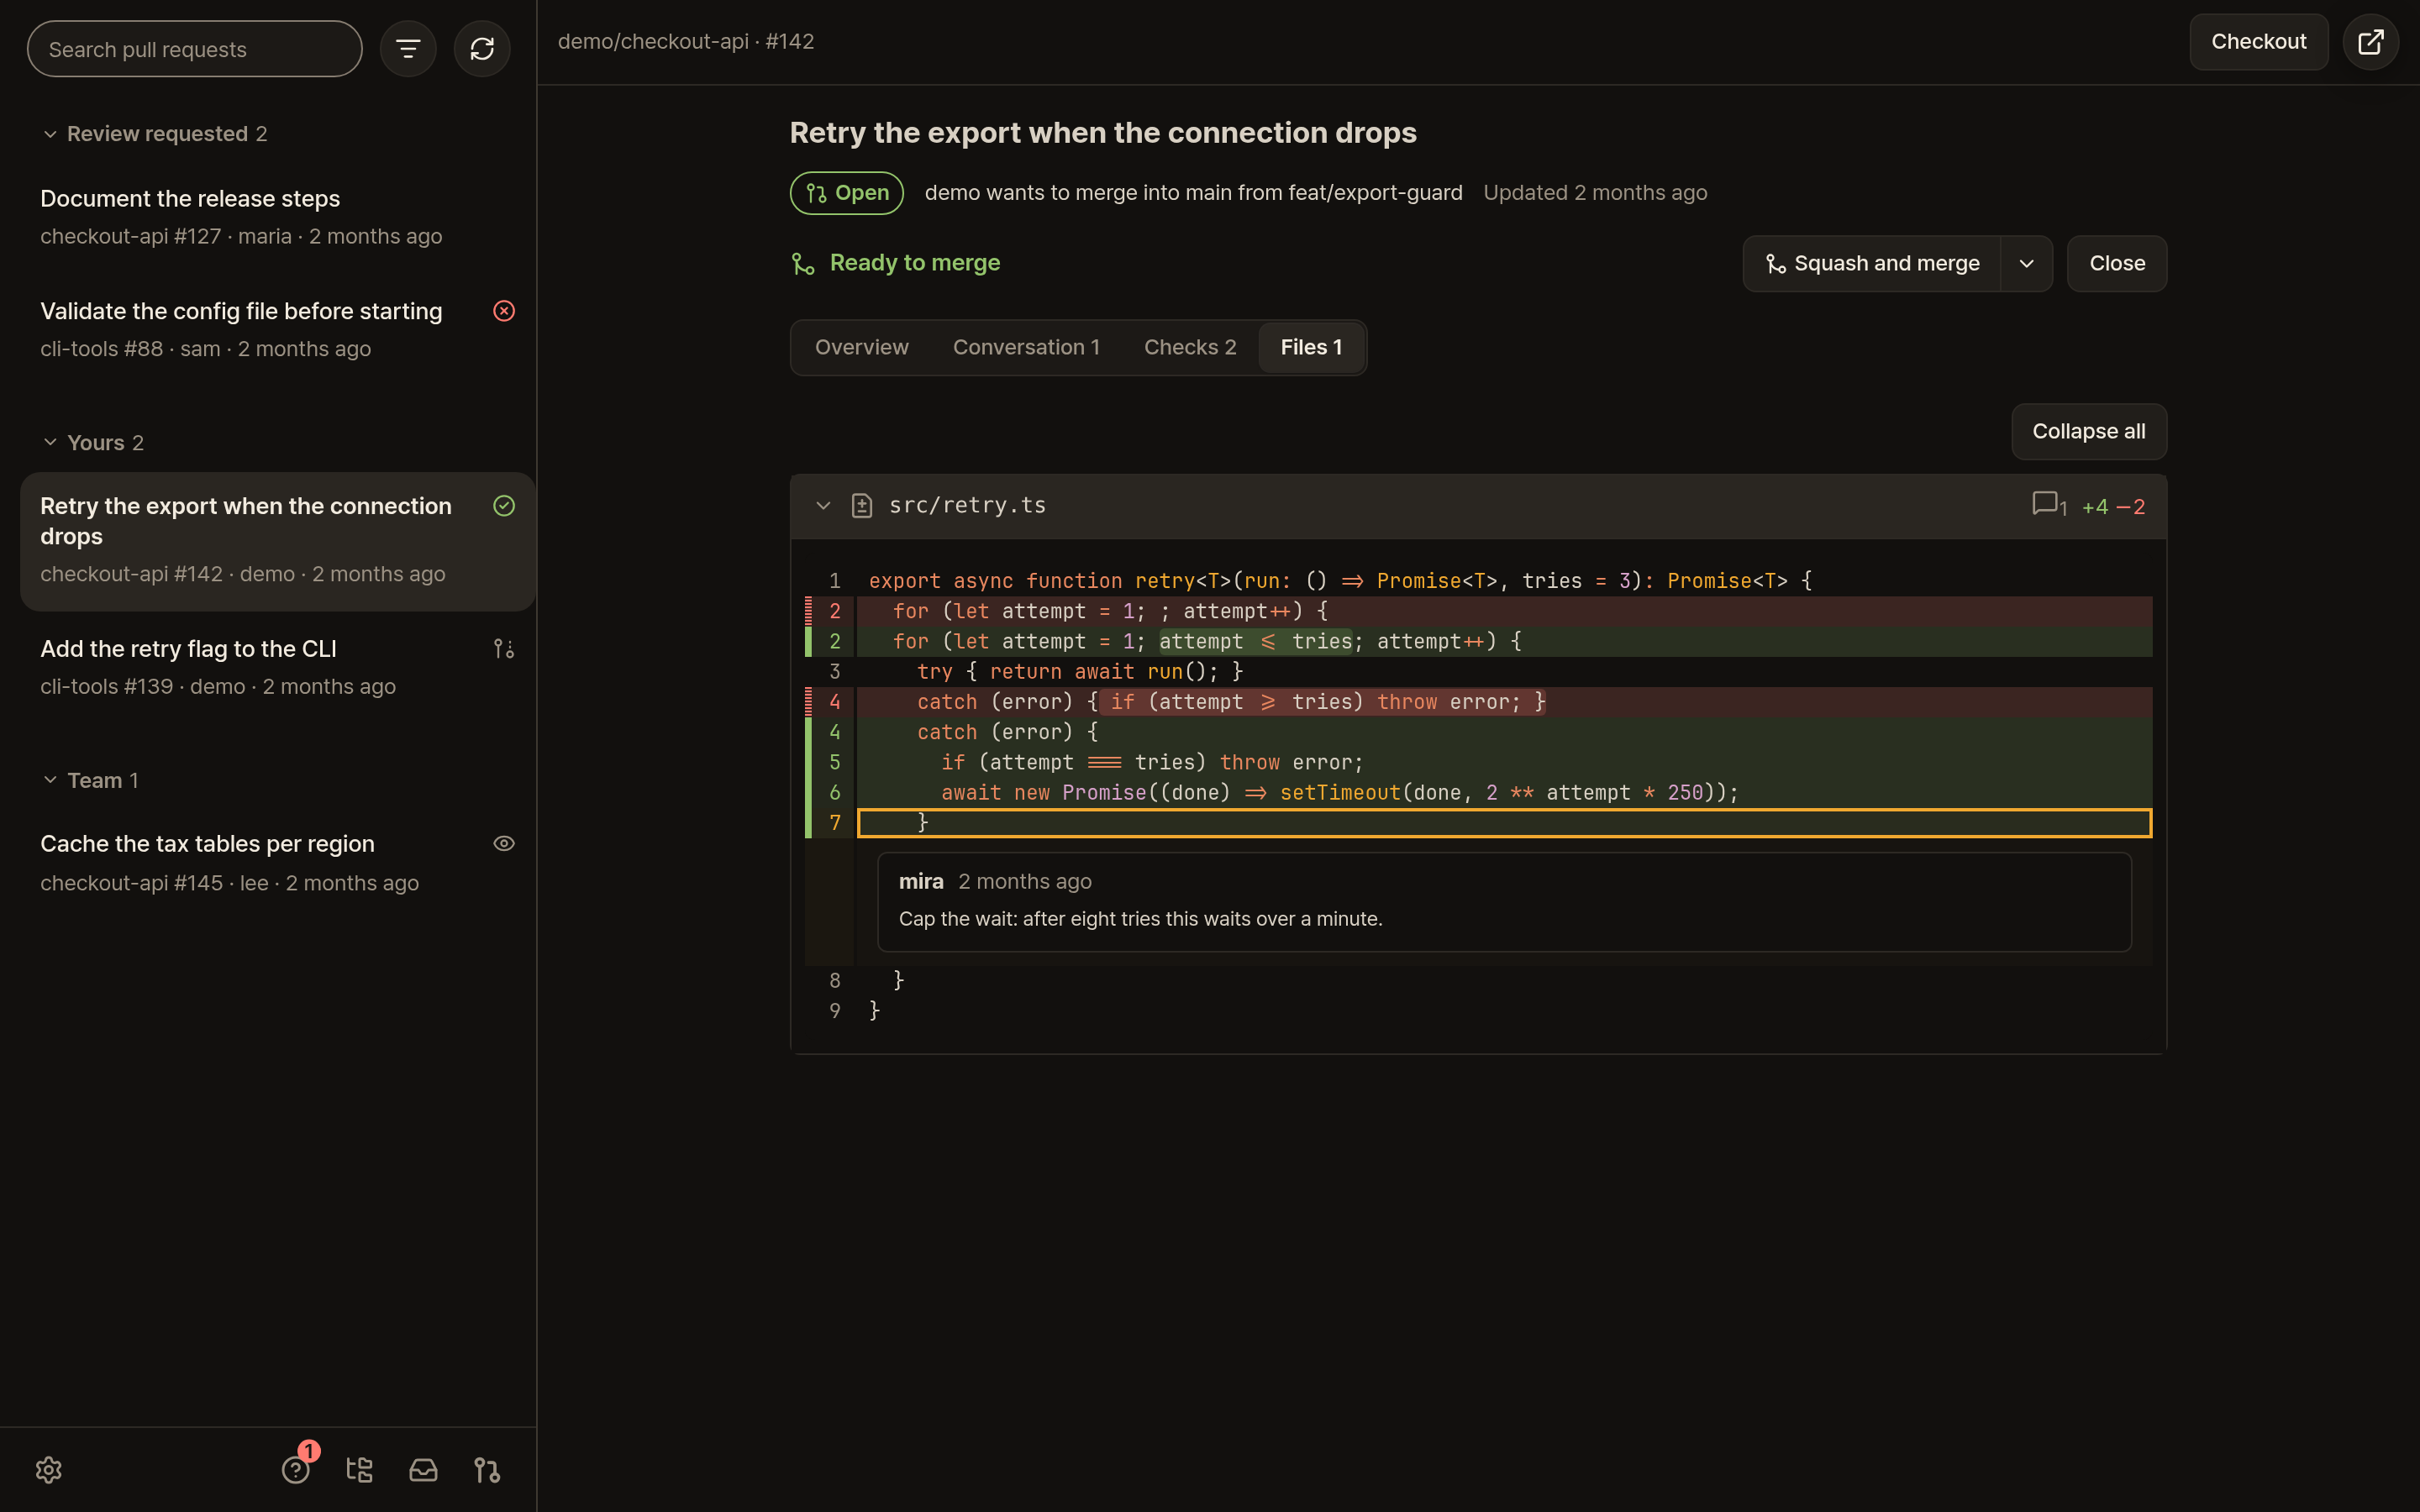 Search pull requests
Review requested 2
Document the release steps
checkout-api #127 · maria · 2 months ago
Validate the config file before starting
cli-tools #88 · sam · 2 months ago
Yours 2
Retry the export when the connection
drops
checkout-api #142 · demo · 2 months ago
Add the retry flag to the CLI
cli-tools #139 · demo · 2 months ago
Team 1
Cache the tax tables per region
checkout-api #145 · lee · 2 months ago
1
demo/checkout-api · #142
Checkout
Retry the export when the connection drops
Open demo wants to merge into main from feat/export-guard Updated 2 months ago
Ready to merge
Squash and merge
Close
Overview Conversation 1 Checks 2 Files 1
Collapse all
src/retry.ts 1 +4 −2
1 export async function retry<T>(run: () => Promise<T>, tries = 3): Promise<T> {
2   for (let attempt = 1; ; attempt++) {
2   for (let attempt = 1; attempt <= tries; attempt++) {
3     try { return await run(); }
4     catch (error) { if (attempt >= tries) throw error; }
4     catch (error) {
5       if (attempt === tries) throw error;
6       await new Promise((done) => setTimeout(done, 2 ** attempt * 250));
7     }
mira 2 months ago
Cap the wait: after eight tries this waits over a minute.
8   }
9 }